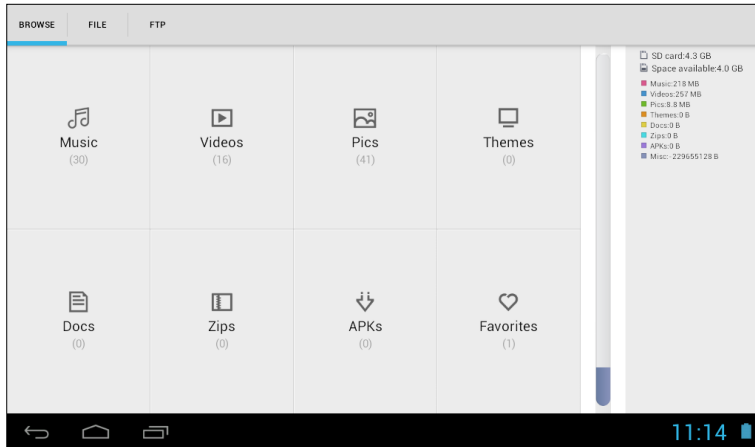 BROWSE FILE FTP
SD card:4.3 GB
Space available:4.0 GB
Music:218 MB
Videos:257 MB
Pics:8.8 MB
Themes:0 B
Docs:0 B
Zips:0 B
APKs:0 B
Misc:-229655128 B
Music Videos Pics Themes
(30) (16) (41) (0)
Docs Zips APKs Favorites
(0) (0) (0) (1)
11:14